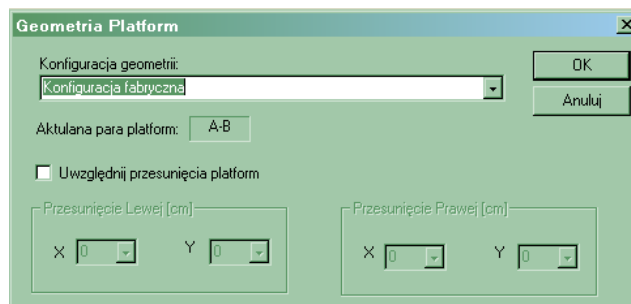 Geometria Platform
Konfiguracja geometrii:
Konfiguracja fabryczna
OK
Anuluj
Aktulana para platform: A-B
Uwzględnij przesunięcia platform
Przesunięcie Lewej [cm]
X 0 Y 0
Przesunięcie Prawej [cm]
X 0 Y 0